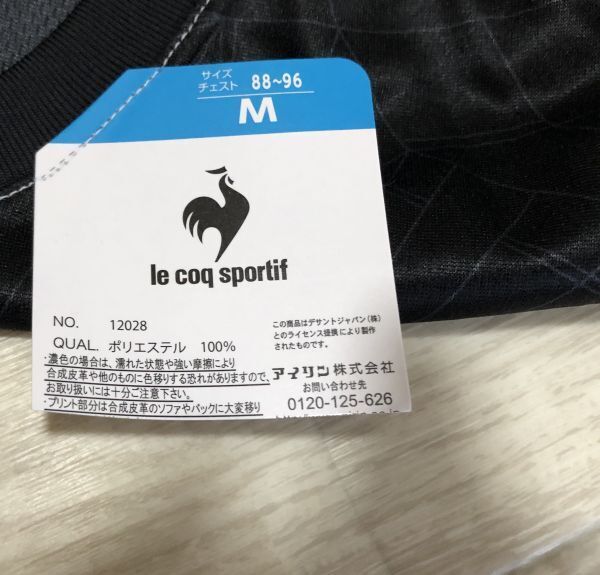 サイズ
チェスト 88~96
M
le coq sportif
NO. 12028
QUAL. ポリエステル 100%
この商品はデサントジャパン(株)
とのライセンス提携により製作
されたものです。
・濃色の場合は、濡れた状態や強い摩擦により
合成皮革や他のものに色移りする恐れがありますので、
お取り扱いには十分ご注意下さい。
・プリント部分は合成皮革のソファやバックに大変移り
アイリン株式会社
お問い合わせ先
0120-125-626